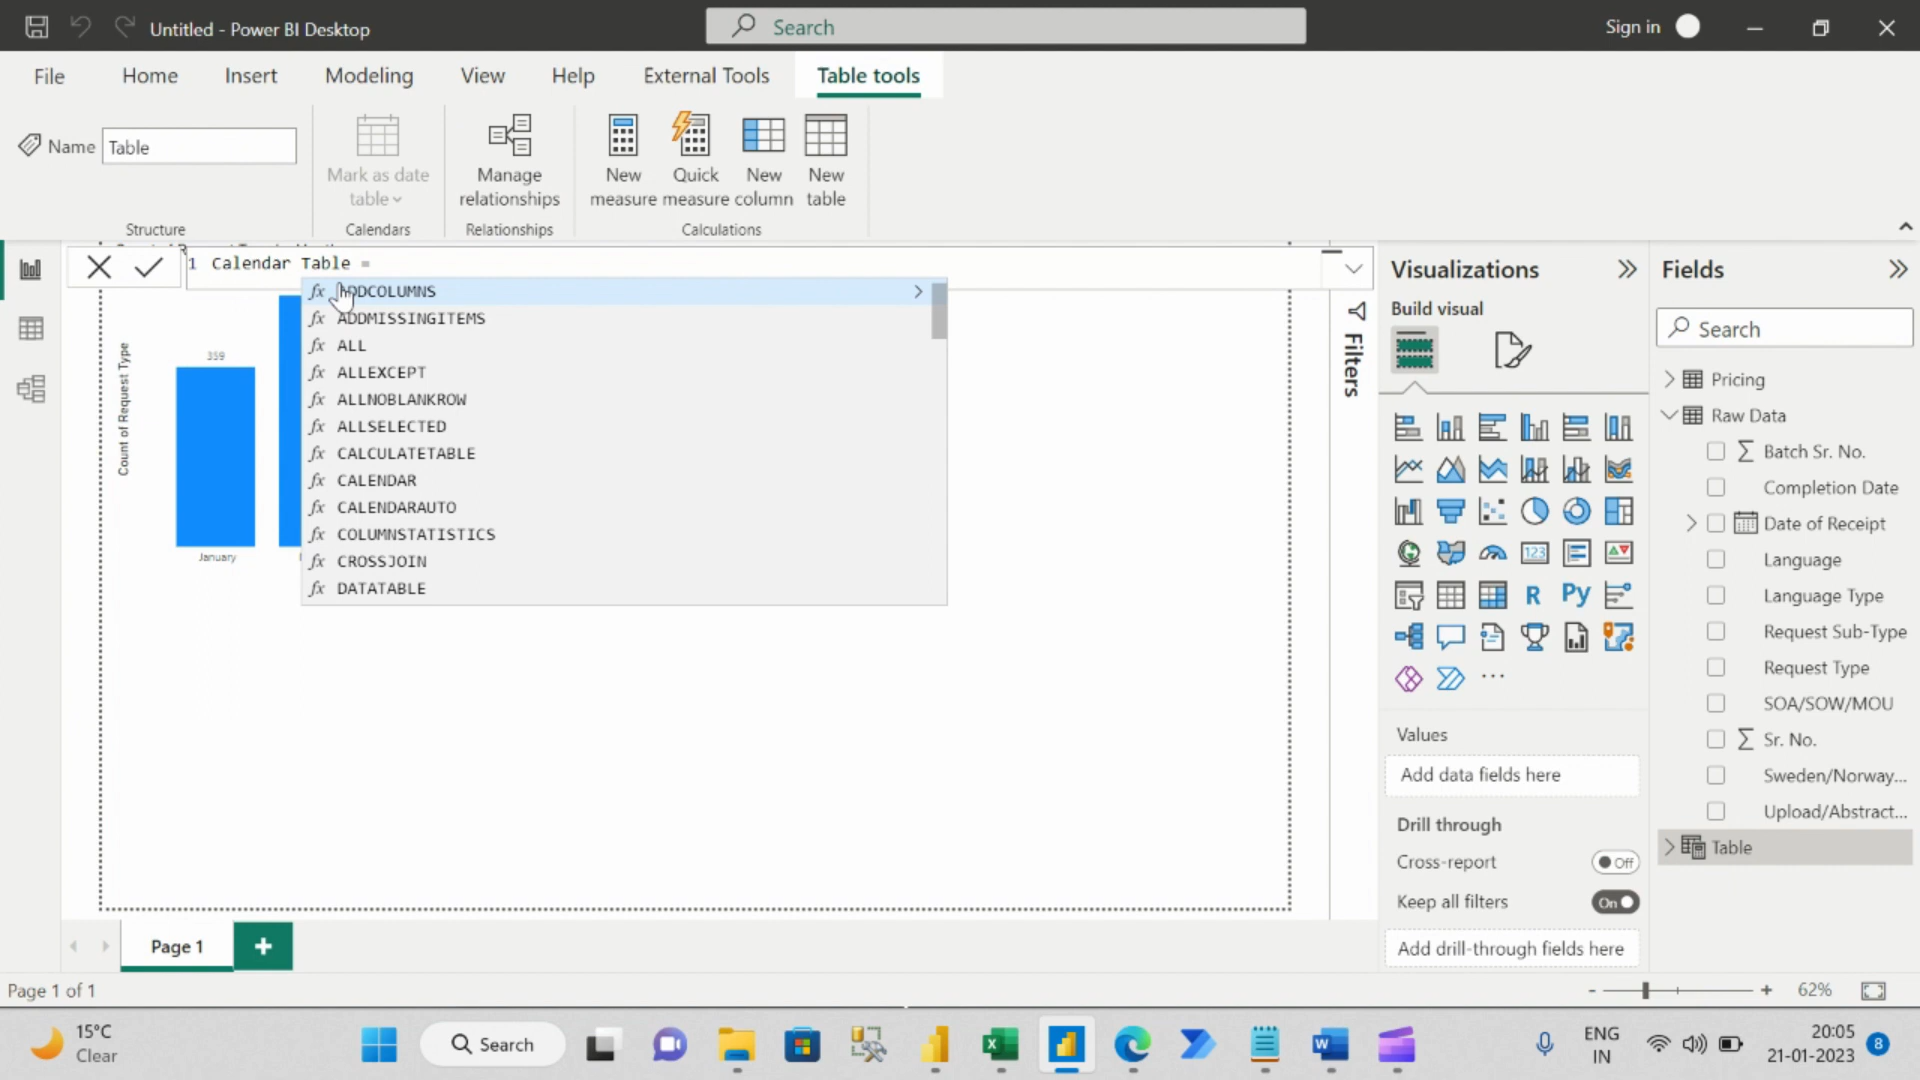 Untitled - Power BI Desktop
Search
Sign in
File
Home
Insert
Modeling
View
Help
External Tools
Table tools
Name
Table
Mark as date
table
Manage
relationships
New
measure
Quick
measure
New
column
New
table
Structure
Calendars
Relationships
Calculations
1 Calendar Table =
ADDCOLUMNS
ADDMISSINGITEMS
ALL
ALLEXCEPT
ALLNOBLANKROW
ALLSELECTED
CALCULATETABLE
CALENDAR
CALENDARAUTO
COLUMNSTATISTICS
CROSSJOIN
DATATABLE
Count of Request Type
359
January
Filters
Visualizations
Build visual
R
Py
123
...
Values
Add data fields here
Drill through
Cross-report
Off
Keep all filters
On
Add drill-through fields here
Fields
Search
Pricing
Raw Data
Batch Sr. No.
Completion Date
Date of Receipt
Language
Language Type
Request Sub-Type
Request Type
SOA/SOW/MOU
Sr. No.
Sweden/Norway...
Upload/Abstract...
Table
Page 1
Page 1 of 1
- + 62%
15°C
Clear
Search
ENG
IN
20:05
21-01-2023
8